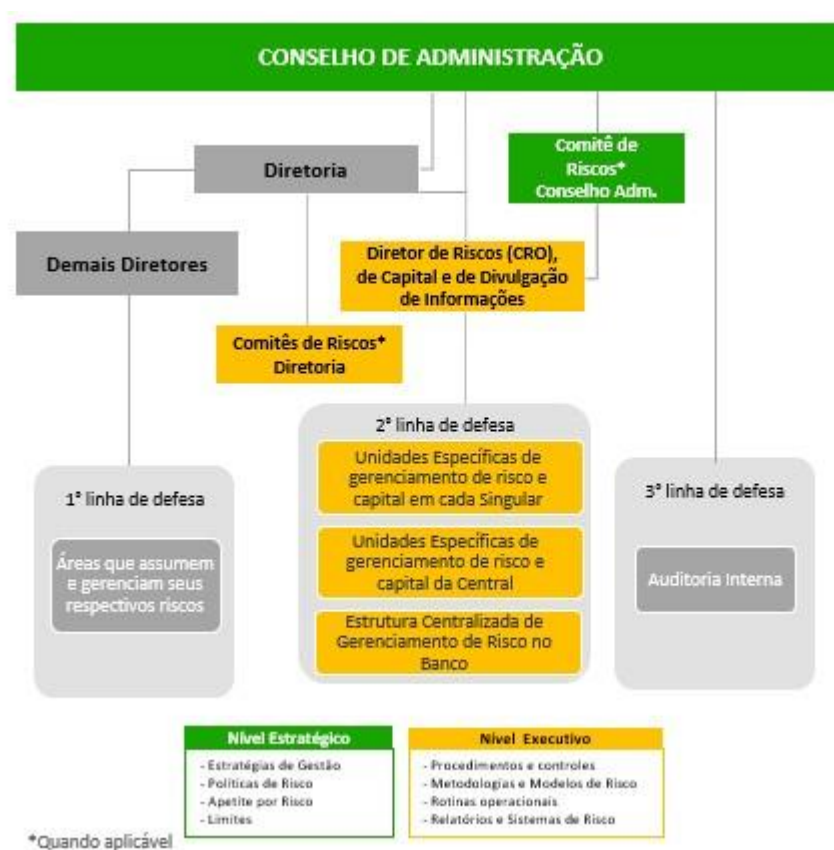 CONSELHO DE ADMINISTRAÇÃO
Comitê de
Riscos*
Conselho Adm.
Diretoria
Demais Diretores
Diretor de Riscos (CRO),
de Capital e de Divulgação
de Informações
Comitês de Riscos*
Diretoria
1ª linha de defesa
Áreas que assumem
e gerenciam seus
respectivos riscos
2ª linha de defesa
Unidades Específicas de
gerenciamento de risco e
capital em cada Singular
Unidades Específicas de
gerenciamento de risco e
capital da Central
Estrutura Centralizada de
Gerenciamento de Risco no
Banco
3ª linha de defesa
Auditoria Interna
Nível Estratégico
- Estratégias de Gestão
- Políticas de Risco
- Apetite por Risco
- Limites
Nível Executivo
- Procedimentos e controles
- Metodologias e Modelos de Risco
- Rotinas operacionais
- Relatórios e Sistemas de Risco
*Quando aplicável